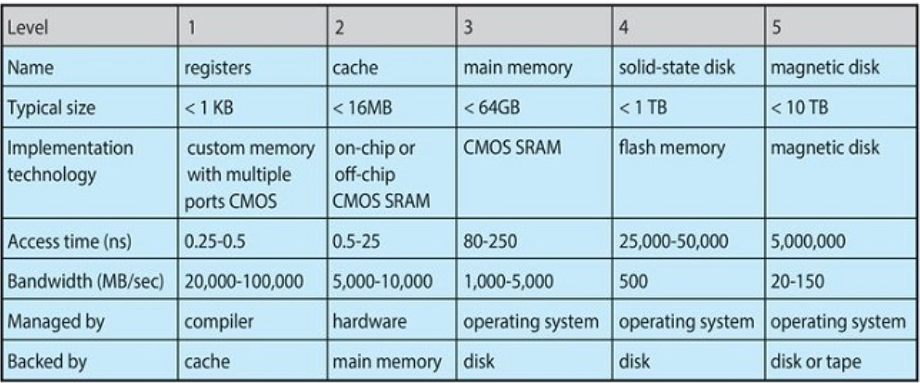 Level 1 2 3 4 5
Name registers cache main memory solid-state disk magnetic disk
Typical size < 1 KB < 16MB < 64GB < 1 TB < 10 TB
Implementation custom memory on-chip or CMOS SRAM flash memory magnetic disk
technology with multiple off-chip
ports CMOS CMOS SRAM
Access time (ns) 0.25-0.5 0.5-25 80-250 25,000-50,000 5,000,000
Bandwidth (MB/sec) 20,000-100,000 5,000-10,000 1,000-5,000 500 20-150
Managed by compiler hardware operating system operating system operating system
Backed by cache main memory disk disk disk or tape